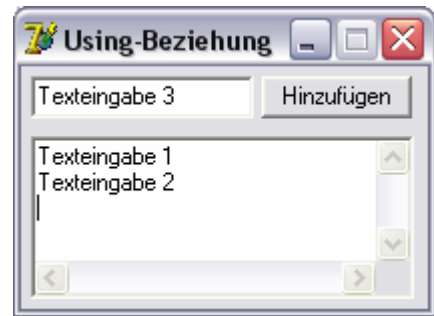 Using-Beziehung
Texteingabe 3
Hinzufügen
Texteingabe 1
Texteingabe 2